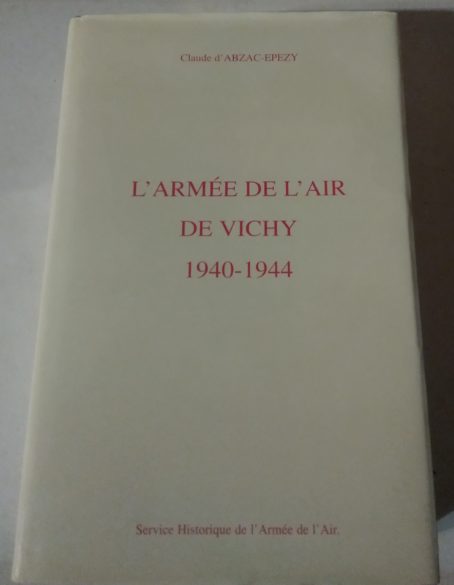 Claude d'ABZAC-EPEZY
L'ARMÉE DE L'AIR
DE VICHY
1940-1944
Service Historique de l'Armée de l'Air.